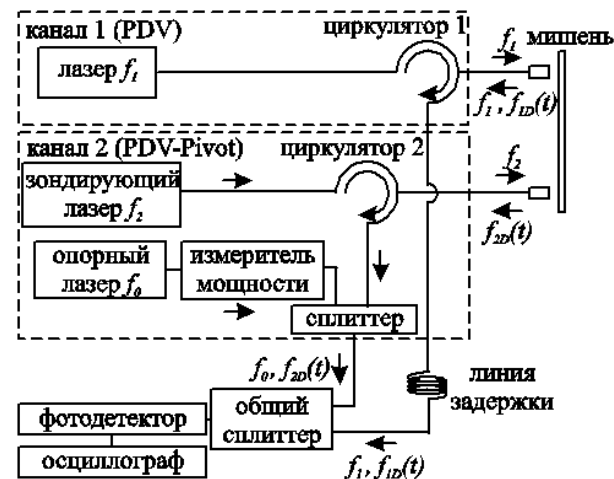 канал 1 (PDV)
циркулятор 1
лазер f₁
f₁
мишень
f₁, f₁D(t)
канал 2 (PDV-Pivot)
циркулятор 2
зондирующий
лазер f₂
f₂
f₂D(t)
опорный
лазер f₀
измеритель
мощности
сплиттер
f₀, f₂D(t)
линия
задержки
фотодетектор
общий
сплиттер
осциллограф
f₁, f₁D(t)